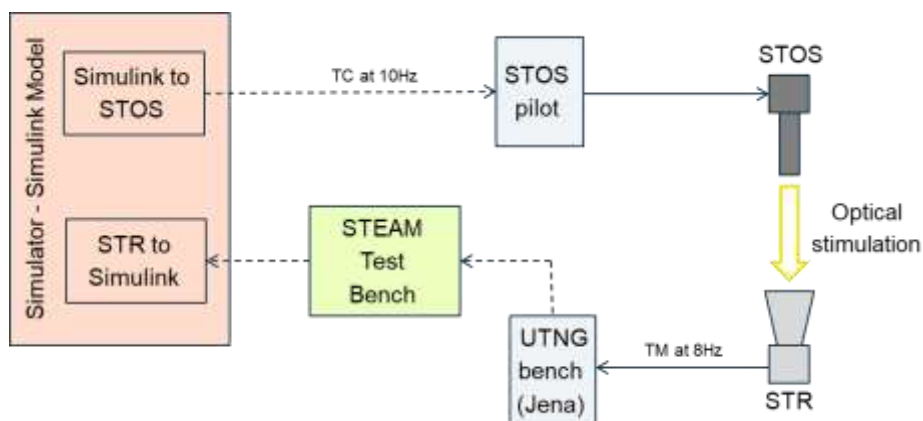 Simulator - Simulink Model
Simulink to
STOS
TC at 10Hz
STOS
pilot
STOS
Optical
stimulation
STR to
Simulink
STEAM
Test
Bench
UTNG
bench
(Jena)
TM at 8Hz
STR